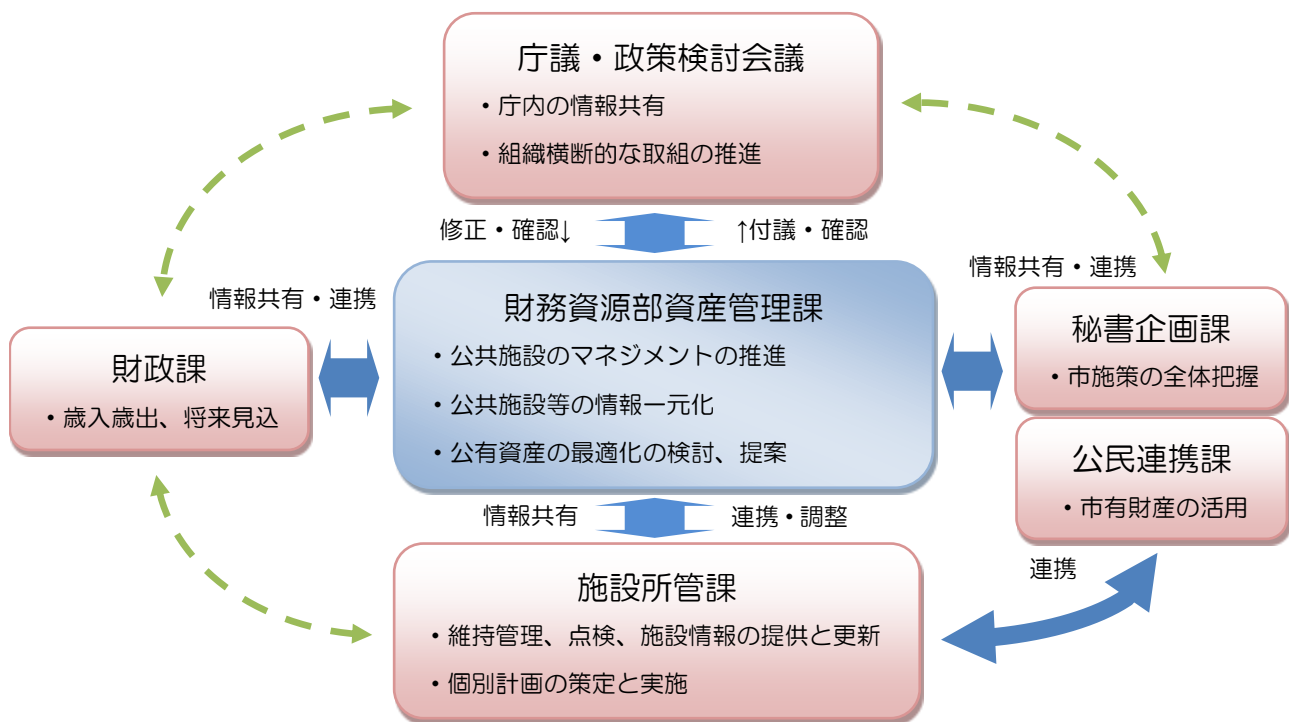 庁議・政策検討会議
・庁内の情報共有
・組織横断的な取組の推進
修正・確認↓
↑付議・確認
情報共有・連携
財務資源部資産管理課
・公共施設のマネジメントの推進
・公共施設等の情報一元化
・公有資産の最適化の検討、提案
情報共有・連携
財政課
・歳入歳出、将来見込
秘書企画課
・市施策の全体把握
公民連携課
・市有財産の活用
情報共有
連携・調整
連携
施設所管課
・維持管理、点検、施設情報の提供と更新
・個別計画の策定と実施